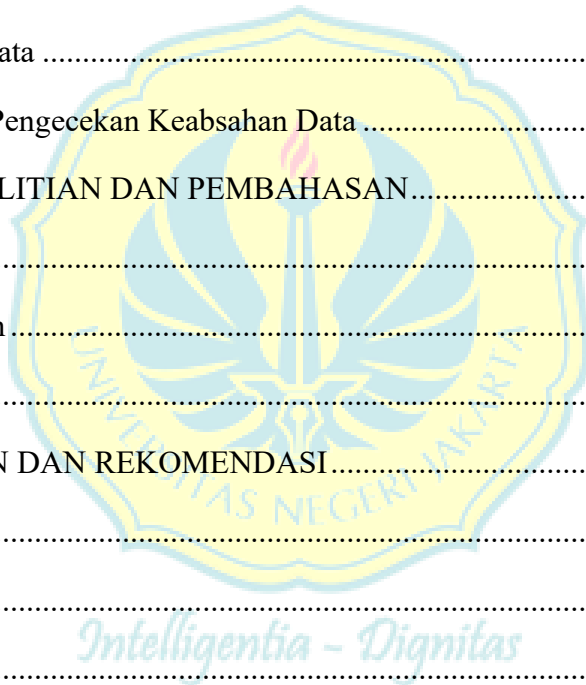 ata ........................................................
Pengecekan Keabsahan Data ..............................
LITIAN DAN PEMBAHASAN........................
................................................................
n ............................................................
................................................................
N DAN REKOMENDASI..................................
................................................................
................................................................
................................................................
UNIVERSITAS NEGERI JAKARTA
Intelligentia - Dignitas